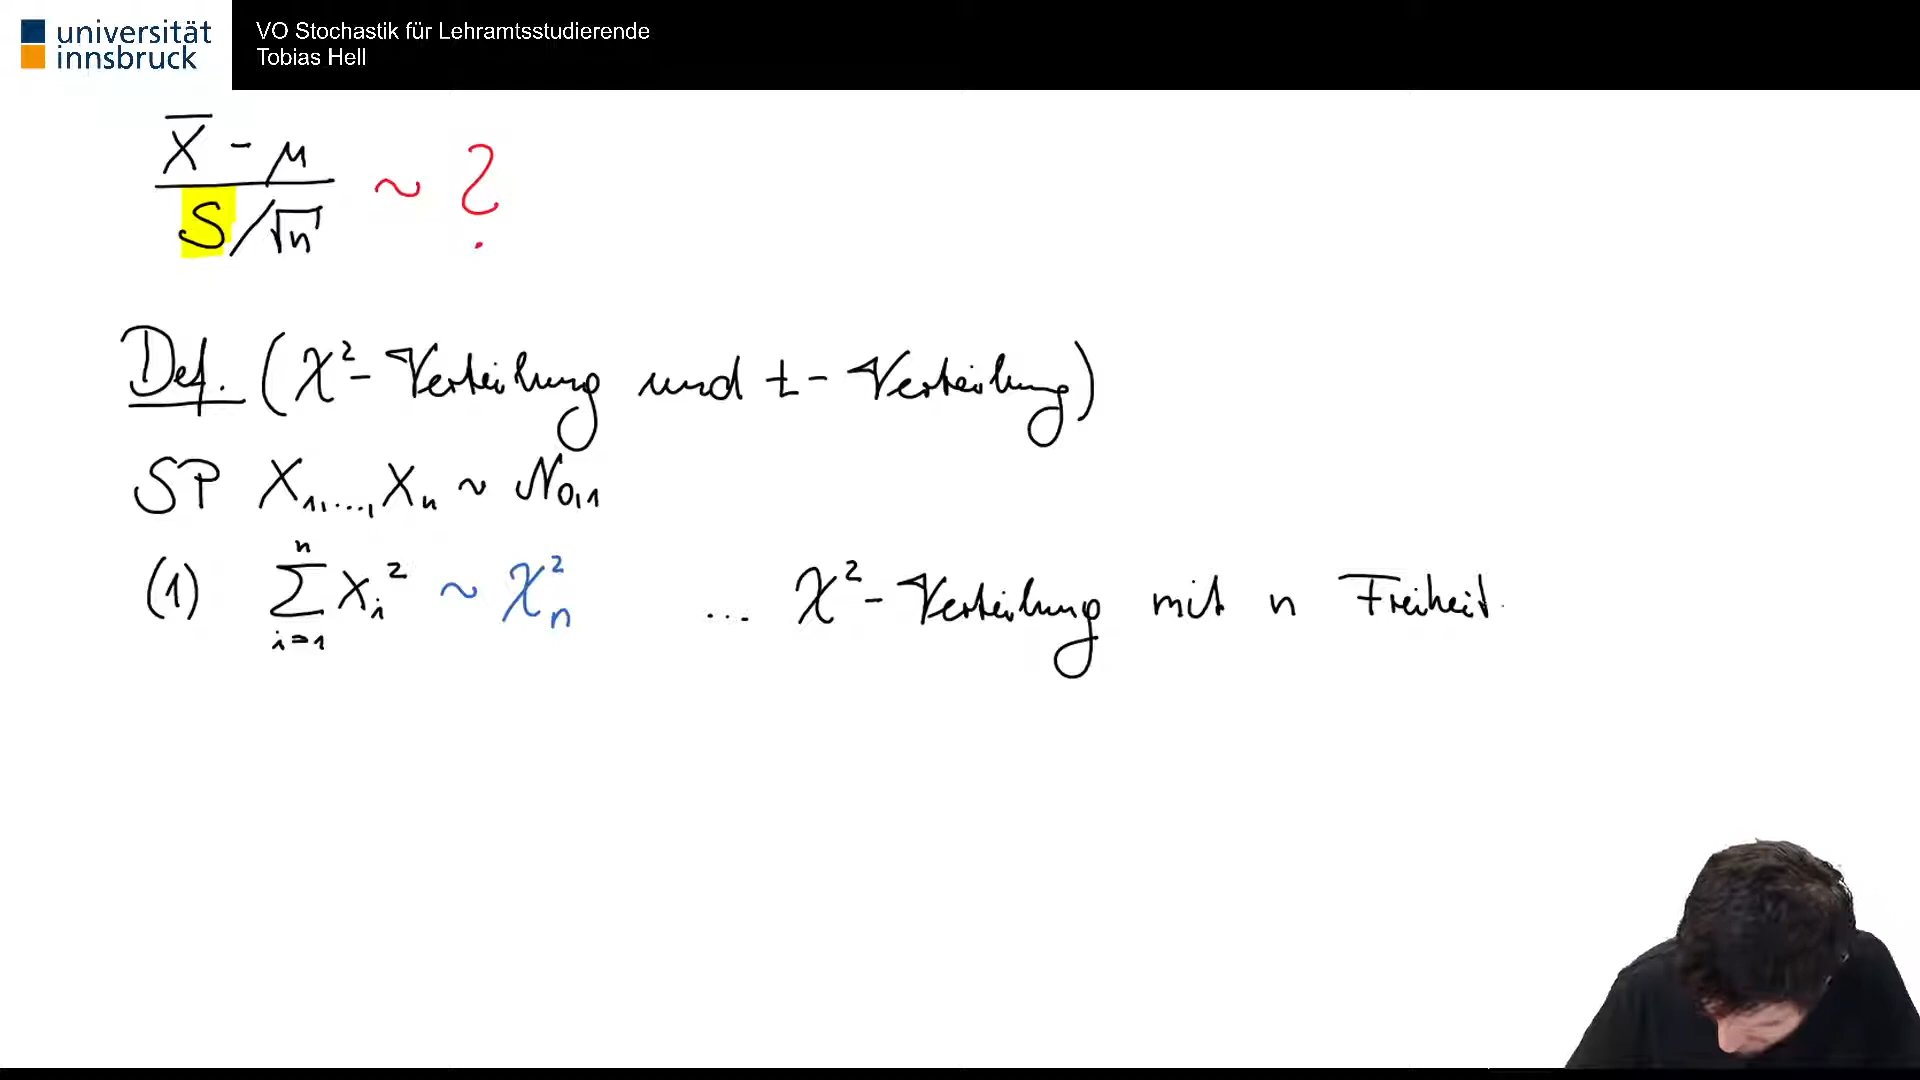 universität innsbruck
VO Stochastik für Lehramtsstudierende
Tobias Hell
X̄ - μ
S/√n ~ ?
Def. (χ²-Verteilung und t-Verteilung)
SP X₁,...,Xₙ ~ N₀,₁
(1) ∑ᵢ₌₁ⁿ Xᵢ² ~ χ²ₙ ... χ²-Verteilung mit n Freiheit